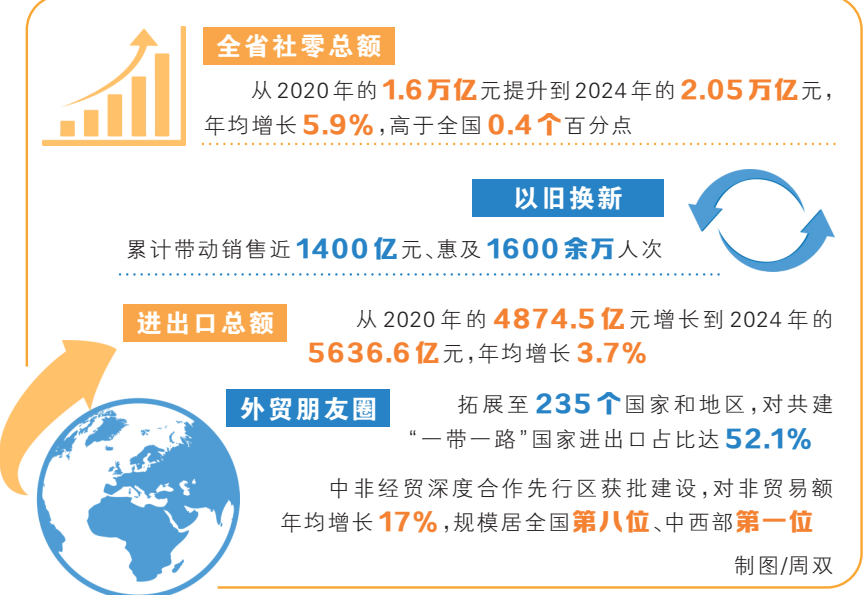 全省社零总额
从2020年的1.6万亿元提升到2024年的2.05万亿元，
年均增长5.9%，高于全国0.4个百分点
以旧换新
累计带动销售近1400亿元、惠及1600余万人次
进出口总额
从2020年的4874.5亿元增长到2024年的
5636.6亿元，年均增长3.7%
外贸朋友圈
拓展至235个国家和地区，对共建
“一带一路”国家进出口占比达52.1%
中非经贸深度合作先行区获批建设，对非贸易额
年均增长17%，规模居全国第八位、中西部第一位
制图/周双